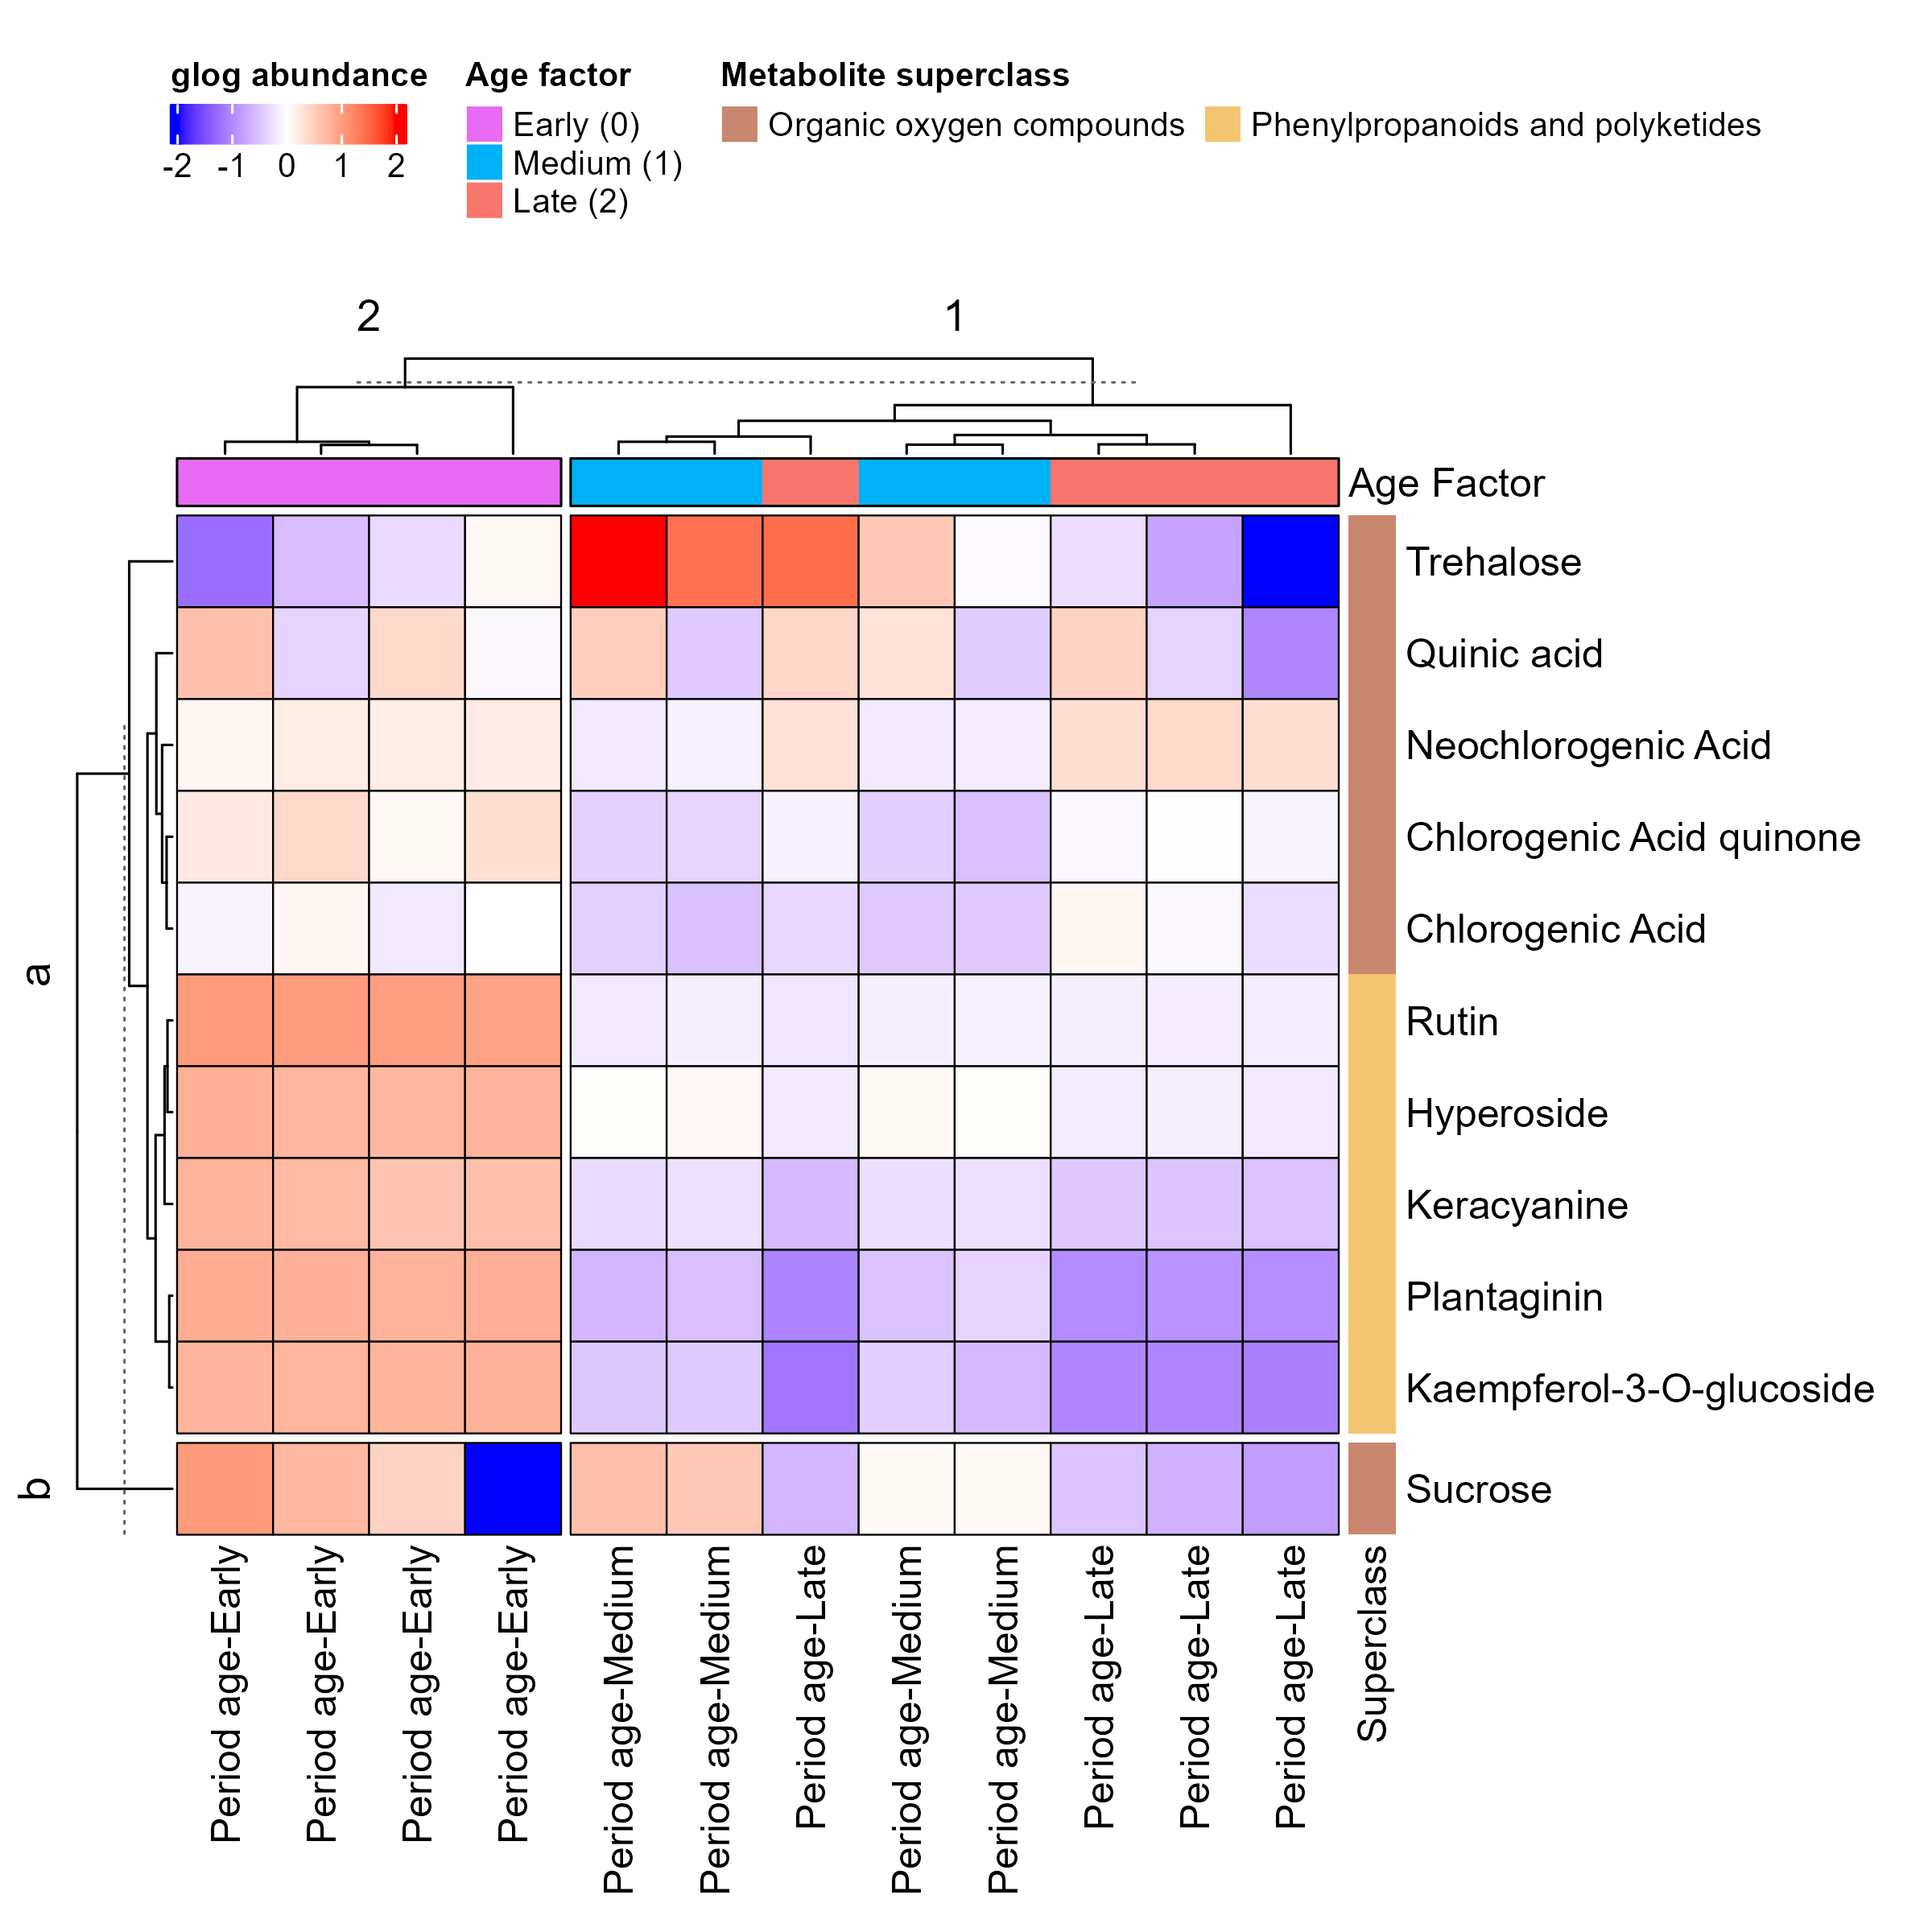 glog abundance
-2 -1 0 1 2
Age factor
Early (0)
Medium (1)
Late (2)
Metabolite superclass
Organic oxygen compounds
Phenylpropanoids and polyketides
2
1
Age Factor
a
b
Trehalose
Quinic acid
Neochlorogenic Acid
Chlorogenic Acid quinone
Chlorogenic Acid
Rutin
Hyperoside
Keracyanine
Plantaginin
Kaempferol-3-O-glucoside
Sucrose
Period age-Early
Period age-Early
Period age-Early
Period age-Early
Period age-Medium
Period age-Medium
Period age-Late
Period age-Medium
Period age-Medium
Period age-Late
Period age-Late
Period age-Late
Superclass